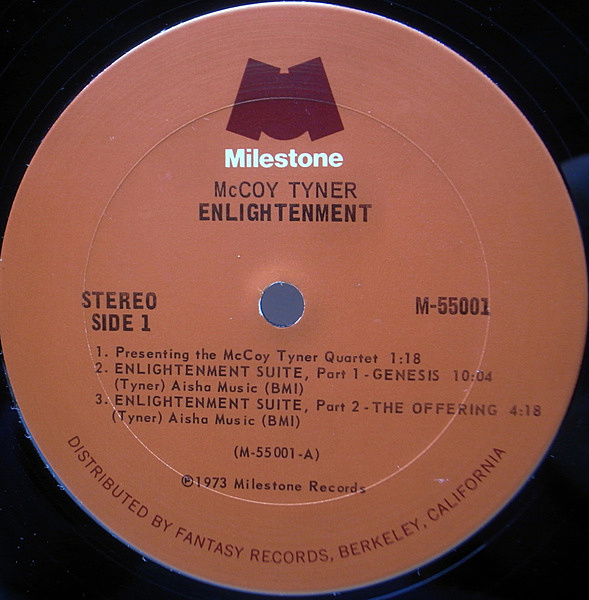 Milestone
McCOY TYNER
ENLIGHTENMENT
STEREO
SIDE 1
M-55001
1. Presenting the McCoy Tyner Quartet 1:18
2. ENLIGHTENMENT SUITE, Part 1 - GENESIS 10:04
(Tyner) Aisha Music (BMI)
3. ENLIGHTENMENT SUITE, Part 2 - THE OFFERING 4:18
(Tyner) Aisha Music (BMI)
(M-55001-A)
℗1973 Milestone Records
DISTRIBUTED BY FANTASY RECORDS, BERKELEY, CALIFORNIA